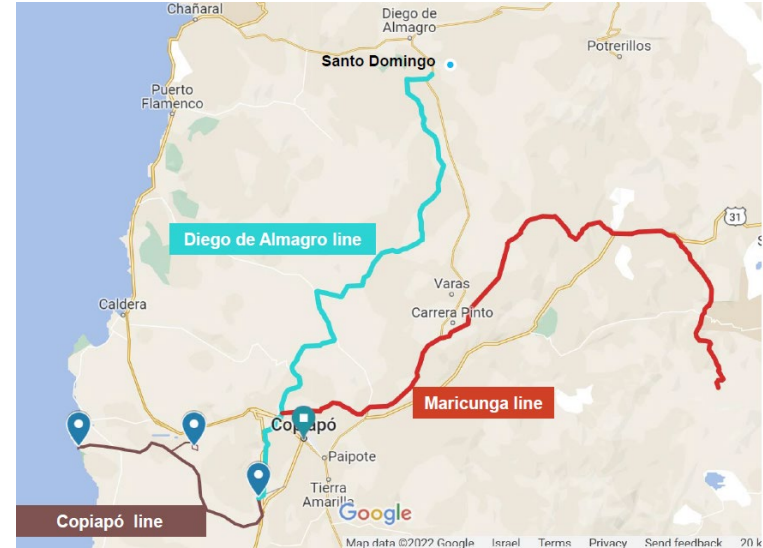 Chañaral
Diego de
Almagro
Potrerillos
Santo Domingo
Puerto
Flamenco
31
Diego de Almagro line
Varas
Caldera
Carrera Pinto
Maricunga line
Copiapó
Paipote
Tierra
Amarilla
Google
Copiapó line
Map data ©2022 Google Israel Terms Privacy Send feedback 20 k